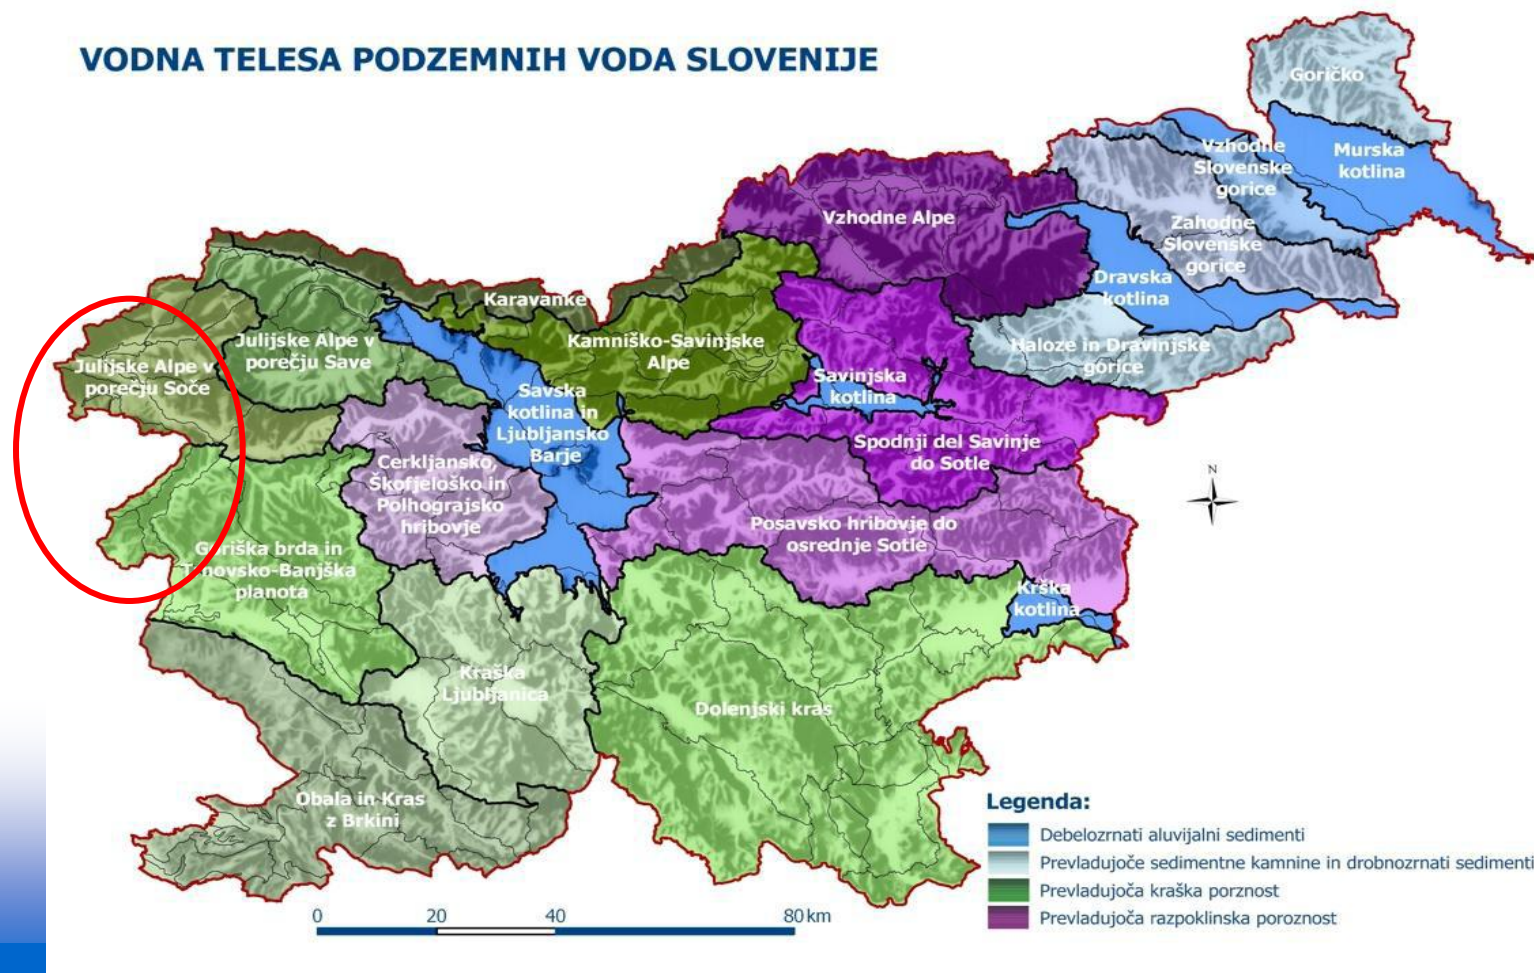 VODNA TELESA PODZEMNIH VODA SLOVENIJE
Goričko
Vzhodne
Slovenske
gorice
Murska
kotlina
Vzhodne Alpe
Zahodne
Slovenske
gorice
Dravska
kotlina
Karavanke
Julijske Alpe v
porečju Save
Kamniško-Savinjske
Alpe
Haloze in Dravinjske
gorice
Julijske Alpe v
porečju Soče
Savinjska
kotlina
Savska
kotlina in
Ljubljansko
Barje
Spodnji del Savinje
do Sotle
Cerkljansko,
Škofjeloško in
Polhograjsko
hribovje
N
Posavsko hribovje do
osrednje Sotle
Goriška brda in
Trnovsko-Banjška
planota
Krška
kotlina
Kraška
Ljubljanica
Dolenjski kras
Obala in Kras
z Brkini
Legenda:
Debelozrnati aluvijalni sedimenti
Prevladujoče sedimentne kamnine in drobnozrnati sedimenti
Prevladujoča kraška porznost
Prevladujoča razpoklinska poroznost
0 20 40 80 km